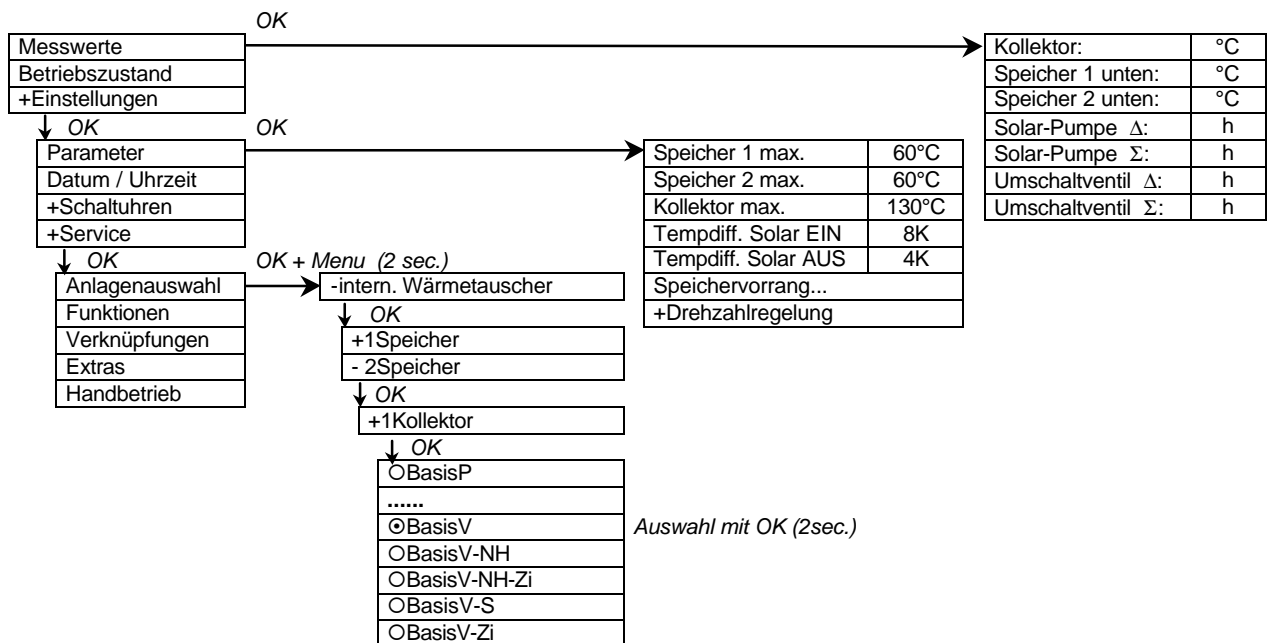 OK
Messwerte
Betriebszustand
+Einstellungen
Kollektor: °C
Speicher 1 unten: °C
Speicher 2 unten: °C
Solar-Pumpe Δ: h
Solar-Pumpe Σ: h
Umschaltventil Δ: h
Umschaltventil Σ: h
OK OK
Parameter
Datum / Uhrzeit
+Schaltuhren
+Service
Speicher 1 max. 60°C
Speicher 2 max. 60°C
Kollektor max. 130°C
Tempdiff. Solar EIN 8K
Tempdiff. Solar AUS 4K
Speichervorrang...
+Drehzahlregelung
OK OK + Menu (2 sec.)
Anlagenauswahl
Funktionen
Verknüpfungen
Extras
Handbetrieb
-intern. Wärmetauscher
OK
+1Speicher
- 2Speicher
OK
+1Kollektor
OK
○BasisP
......
⊙BasisV Auswahl mit OK (2sec.)
○BasisV-NH
○BasisV-NH-Zi
○BasisV-S
○BasisV-Zi